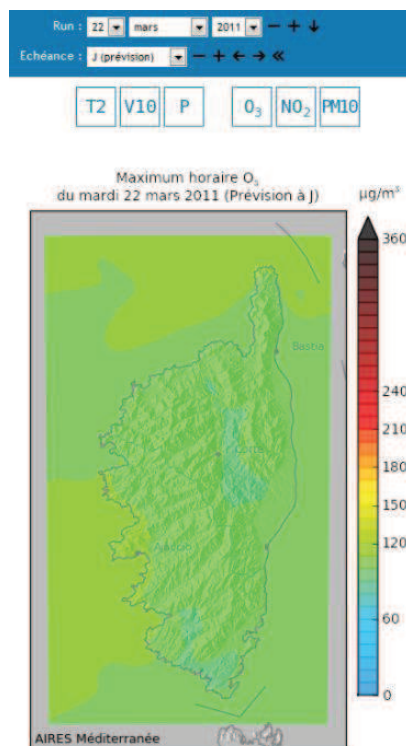 Run : 22 mars 2011 − + ↓
Echéance : J (prévision) − + ← → «
T2 V10 P O₃ NO₂ PM10
Maximum horaire O₃
du mardi 22 mars 2011 (Prévision à J)
µg/m³
360
240
210
180
150
120
60
0
Bastia
Corte
Ajaccio
AIRES Méditerranée